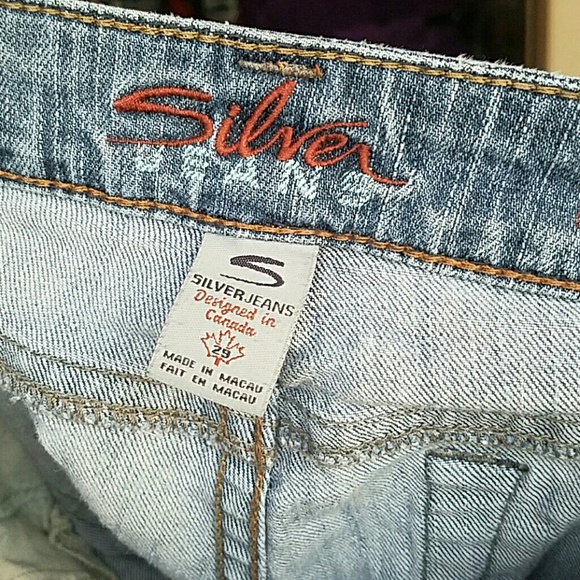 Silver
JEANS
SILVERJEANS
Designed in
Canada
29
MADE IN MACAU
FAIT EN MACAU